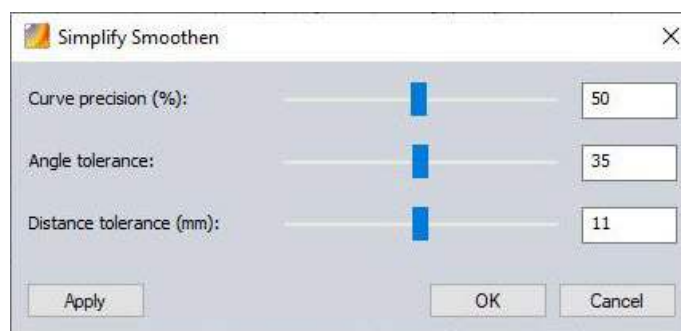 Simplify Smoothen
Curve precision (%): 50
Angle tolerance: 35
Distance tolerance (mm): 11
Apply OK Cancel